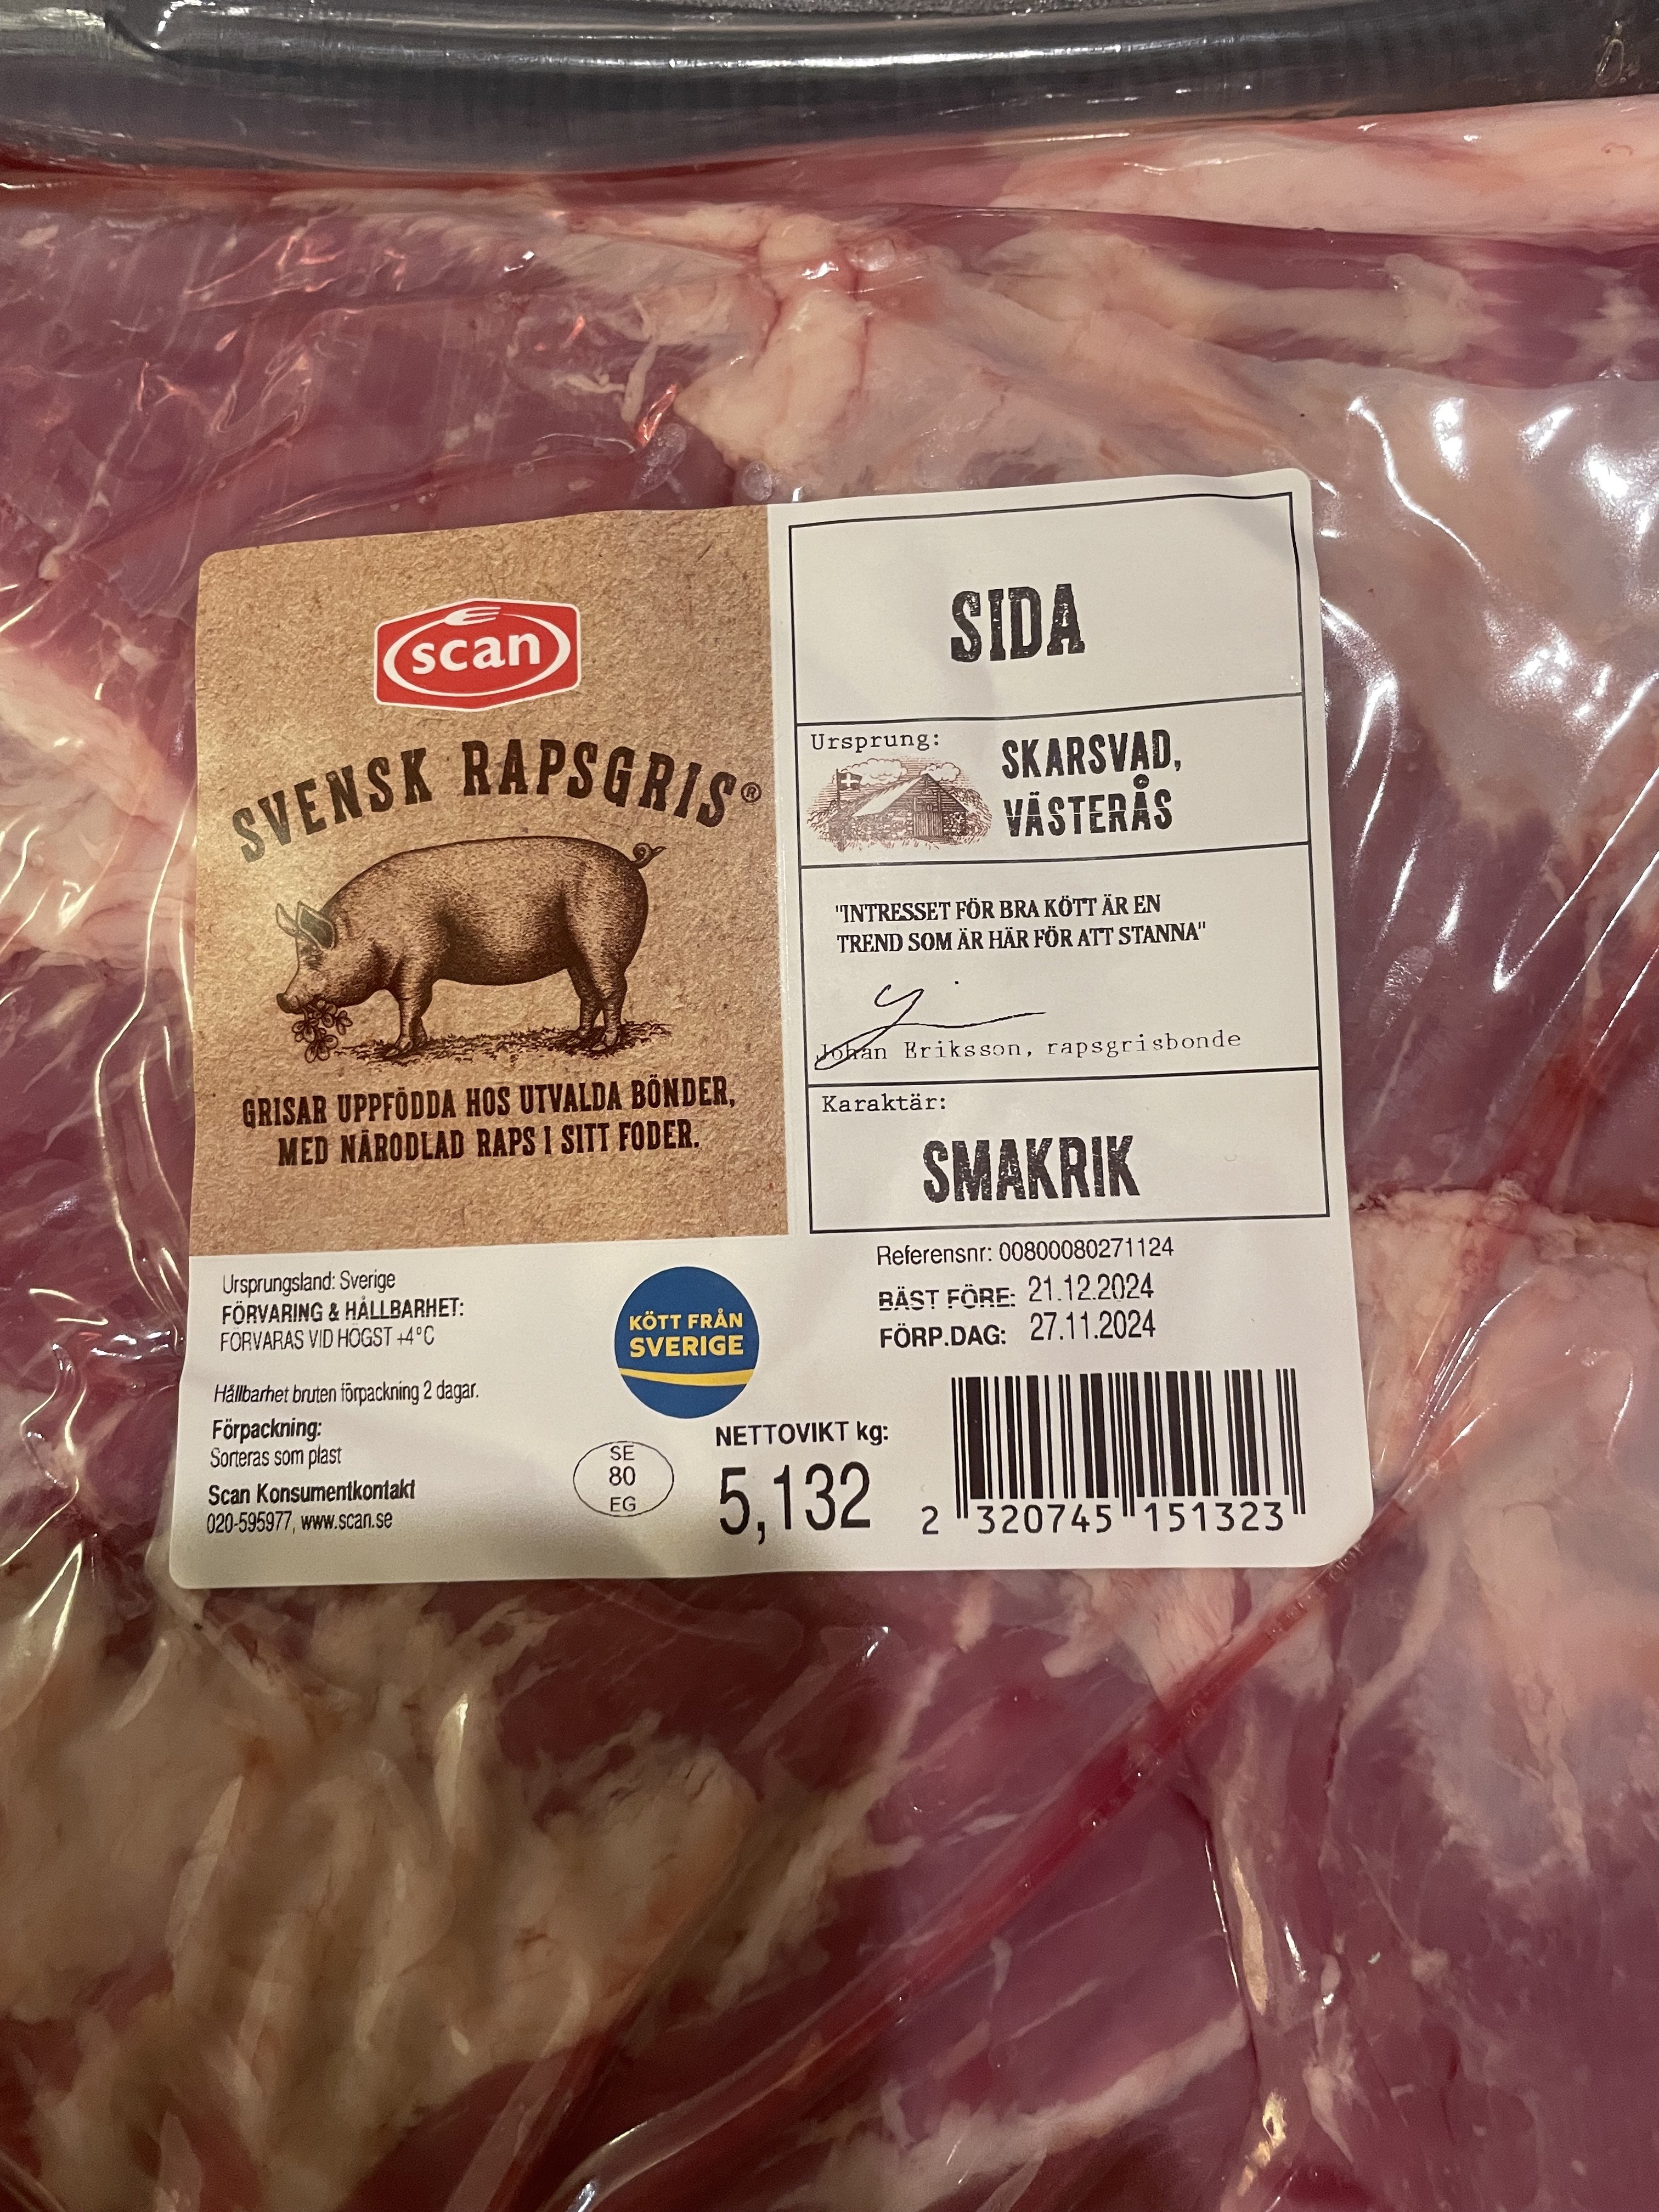 scan
SVENSK RAPSGRIS®
GRISAR UPPFÖDDA HOS UTVALDA BÖNDER,
MED NÄRODLAD RAPS I SITT FODER.
SIDA
Ursprung:
SKARSVAD,
VÄSTERÅS
"INTRESSET FÖR BRA KÖTT ÄR EN
TREND SOM ÄR HÄR FÖR ATT STANNA"
Johan Eriksson, rapsgrisbonde
Karaktär:
SMAKRIK
Ursprungsland: Sverige
FÖRVARING & HÅLLBARHET:
FÖRVARAS VID HÖGST +4°C
Hållbarhet bruten förpackning 2 dagar.
Förpackning:
Sorteras som plast
Scan Konsumentkontakt
020-595977, www.scan.se
KÖTT FRÅN
SVERIGE
SE
80
EG
NETTOVIKT kg:
5,132
Referensnr: 00800080271124
BÄST FÖRE: 21.12.2024
FÖRP.DAG: 27.11.2024
2 320745 151323